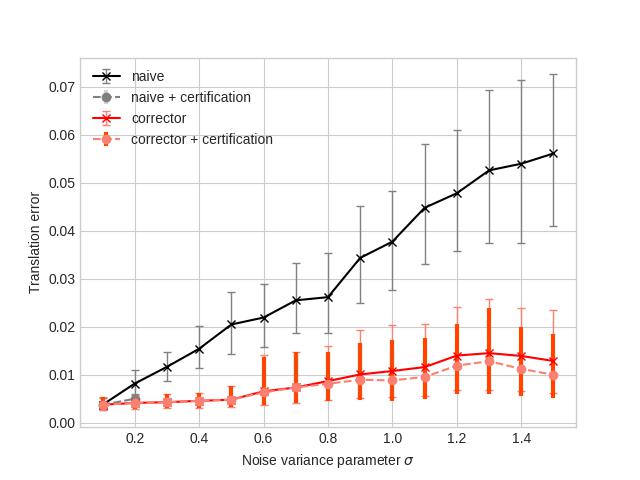 naive
naive + certification
corrector
corrector + certification
Translation error
0.07
0.06
0.05
0.04
0.03
0.02
0.01
0.00
0.2 0.4 0.6 0.8 1.0 1.2 1.4
Noise variance parameter σ